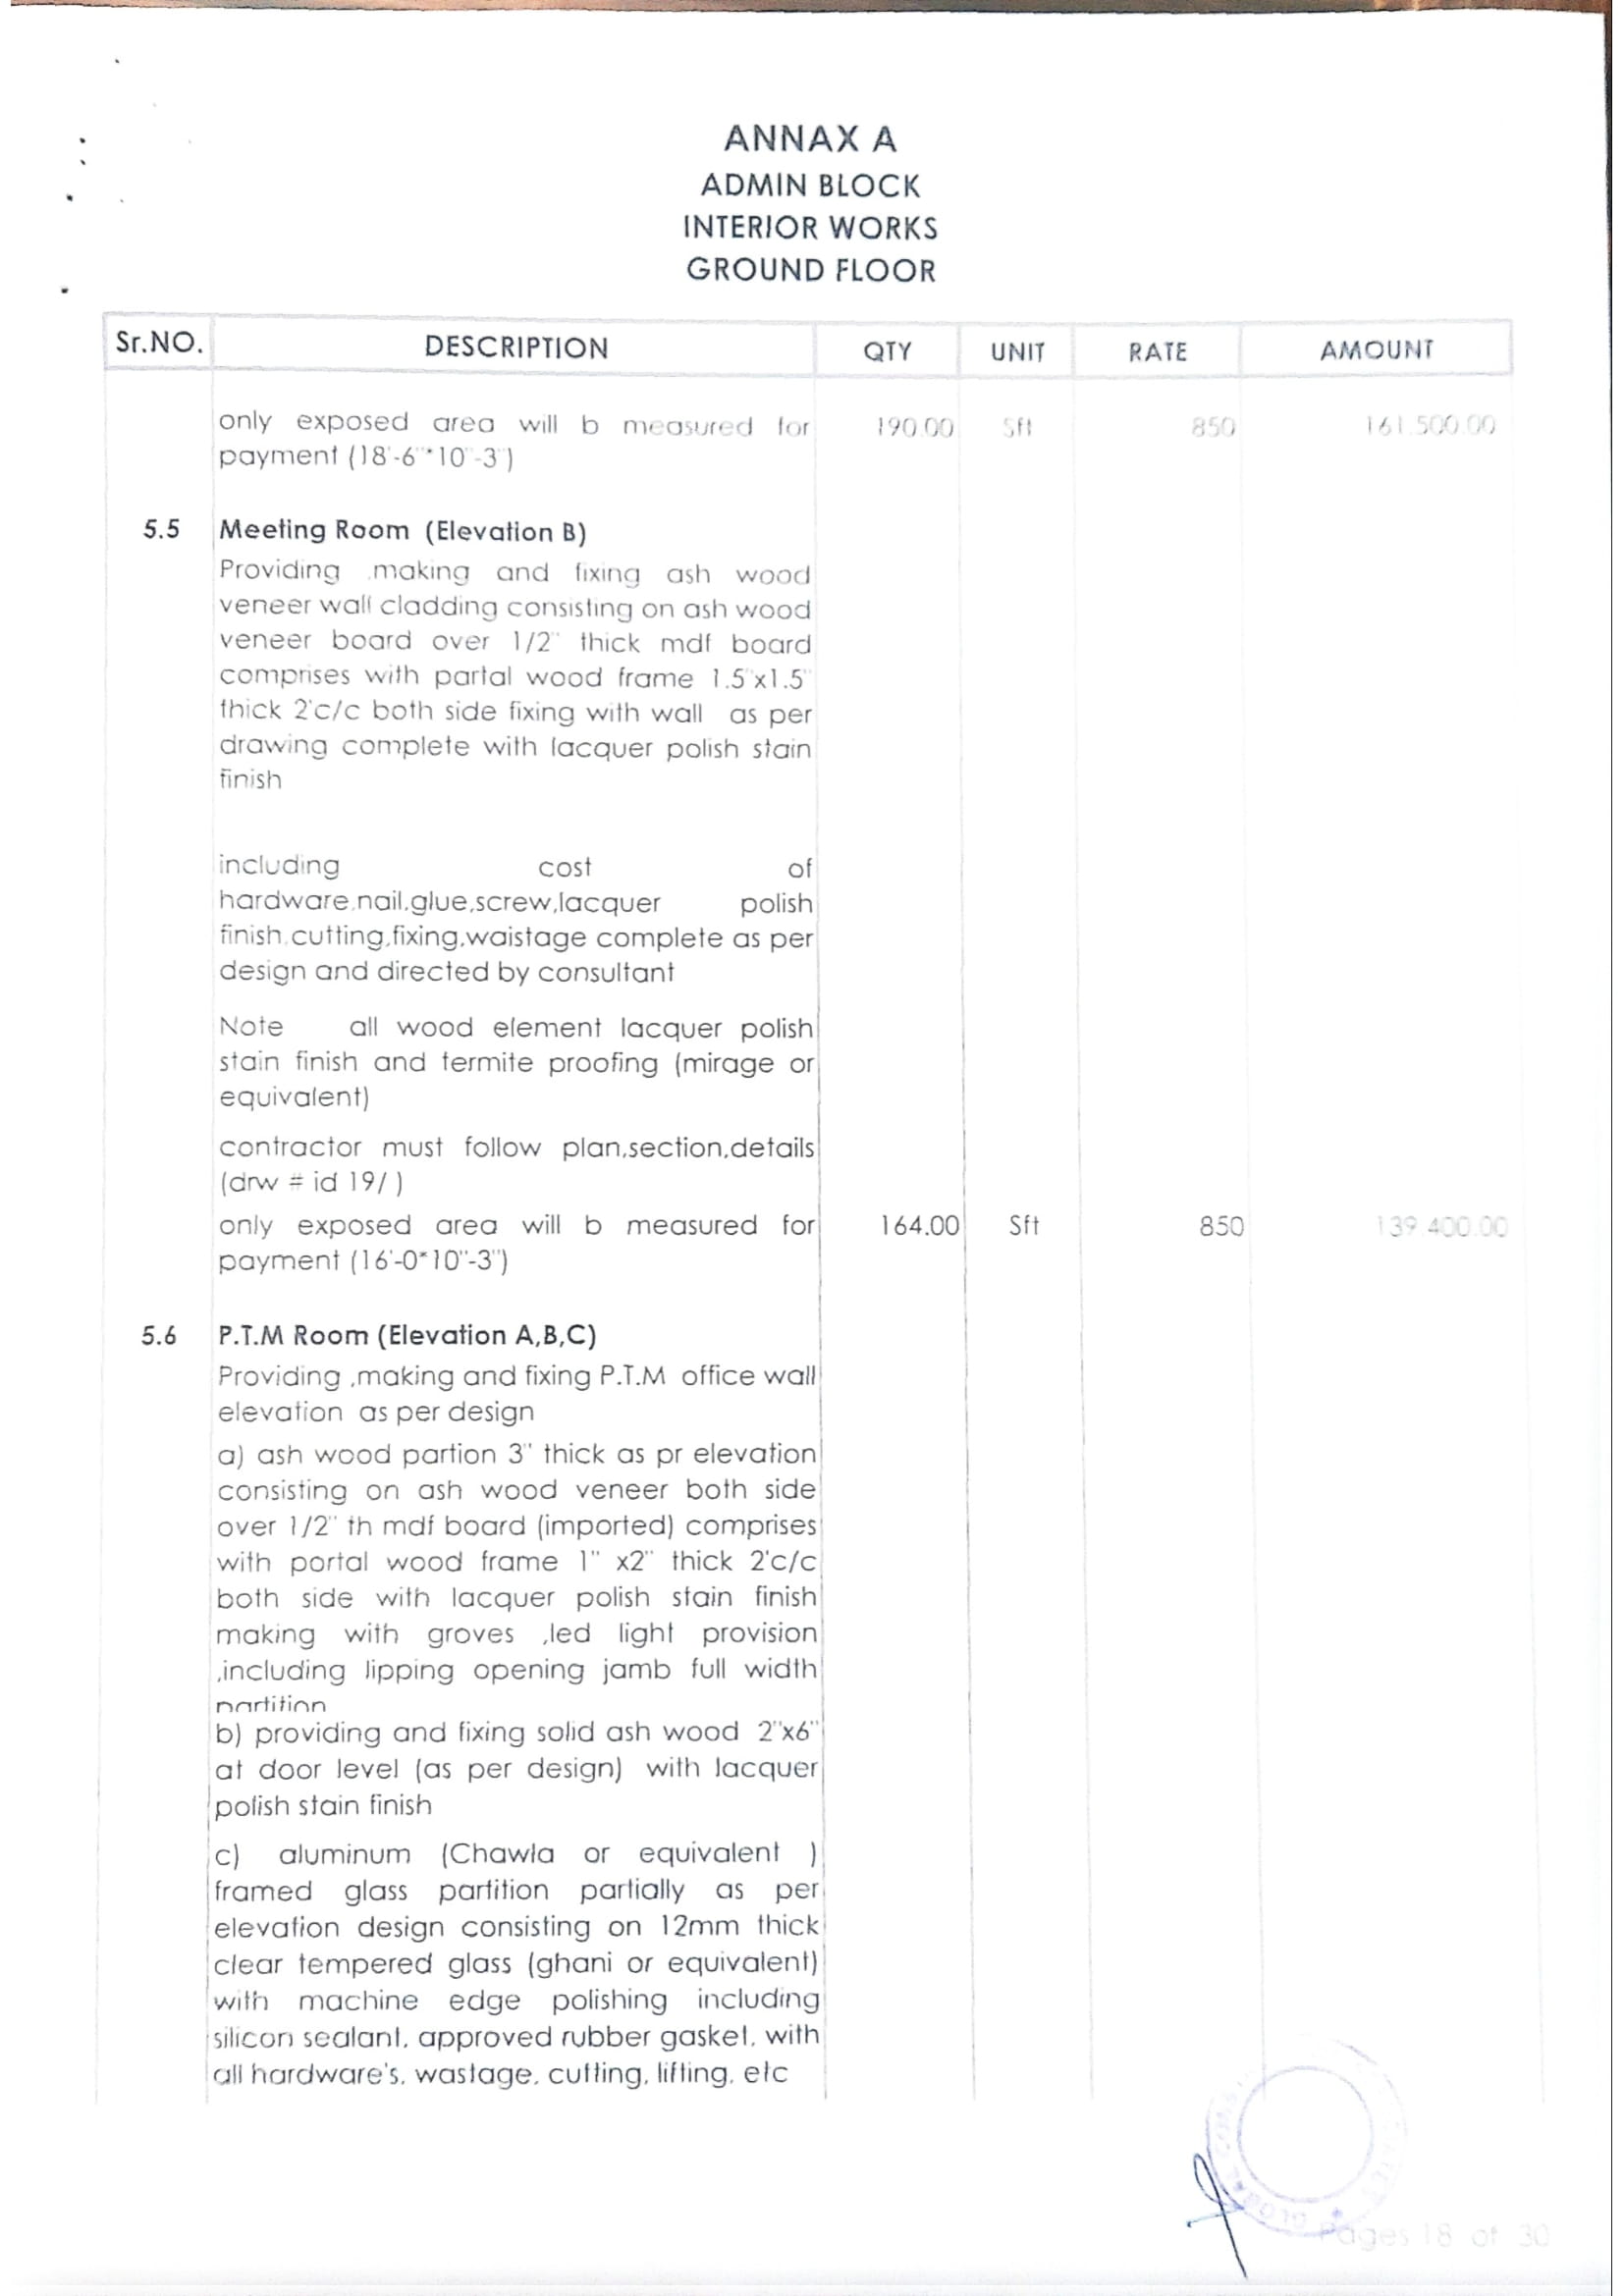 ANNAX A
ADMIN BLOCK
INTERIOR WORKS
GROUND FLOOR
Sr.NO. DESCRIPTION QTY UNIT RATE AMOUNT
only exposed area will b measured for 190.00 Sft 850 161,500.00
payment (18'-6"*10"-3')
5.5 Meeting Room (Elevation B)
Providing ,making and fixing ash wood
veneer wall cladding consisting on ash wood
veneer board over 1/2" thick mdf board
comprises with partal wood frame 1.5"x1.5"
thick 2'c/c both side fixing with wall as per
drawing complete with lacquer polish stain
finish
including cost of
hardware,nail,glue,screw,lacquer polish
finish,cutting,fixing,waistage complete as per
design and directed by consultant
Note all wood element lacquer polish
stain finish and termite proofing (mirage or
equivalent)
contractor must follow plan,section,details
(drw # id 19/ )
only exposed area will b measured for 164.00 Sft 850 139,400.00
payment (16'-0*10"-3")
5.6 P.T.M Room (Elevation A,B,C)
Providing ,making and fixing P.T.M office wall
elevation as per design
a) ash wood partion 3" thick as pr elevation
consisting on ash wood veneer both side
over 1/2" th mdf board (imported) comprises
with portal wood frame 1" x2" thick 2'c/c
both side with lacquer polish stain finish
making with groves ,led light provision
,including lipping opening jamb full width
partition
b) providing and fixing solid ash wood 2"x6"
at door level (as per design) with lacquer
polish stain finish
c) aluminum (Chawla or equivalent )
framed glass partition partially as per
elevation design consisting on 12mm thick
clear tempered glass (ghani or equivalent)
with machine edge polishing including
silicon sealant, approved rubber gasket, with
all hardware's, wastage, cutting, lifting, etc
Pages 18 of 30